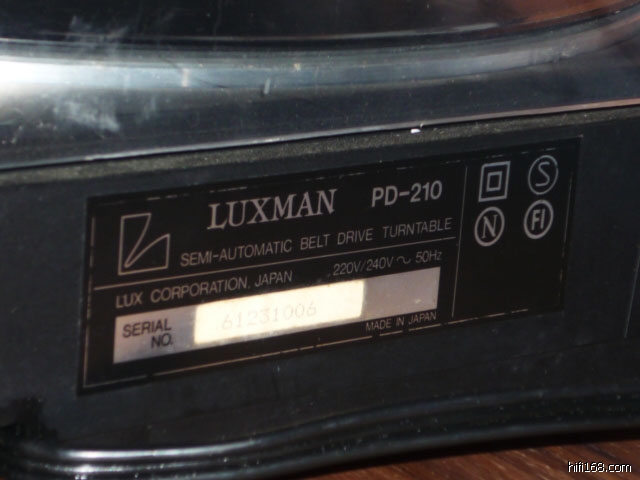 LUXMAN PD-210
SEMI-AUTOMATIC BELT DRIVE TURNTABLE
LUX CORPORATION, JAPAN 220V/240V ~ 50Hz
SERIAL NO. 61231006
MADE IN JAPAN
S
N
FI
hifi168.com